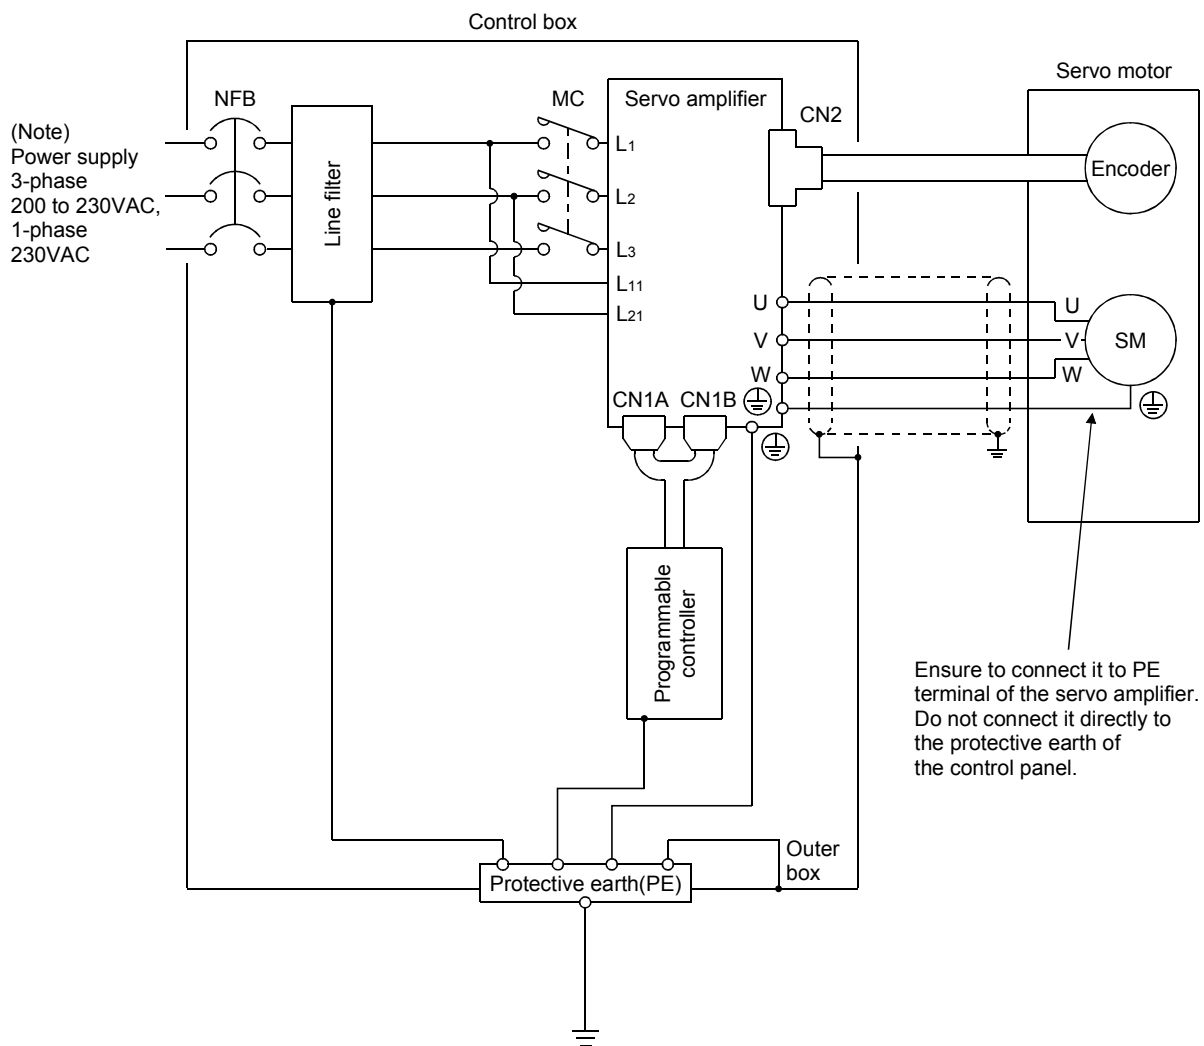 Control box
Servo motor
NFB
MC
Servo amplifier
CN2
(Note)
Power supply
3-phase
200 to 230VAC,
1-phase
230VAC
Line filter
L1
L2
L3
L11
L21
Encoder
U
V
W
U
V
W
SM
CN1A CN1B
Programmable
controller
Ensure to connect it to PE
terminal of the servo amplifier.
Do not connect it directly to
the protective earth of
the control panel.
Outer
box
Protective earth(PE)